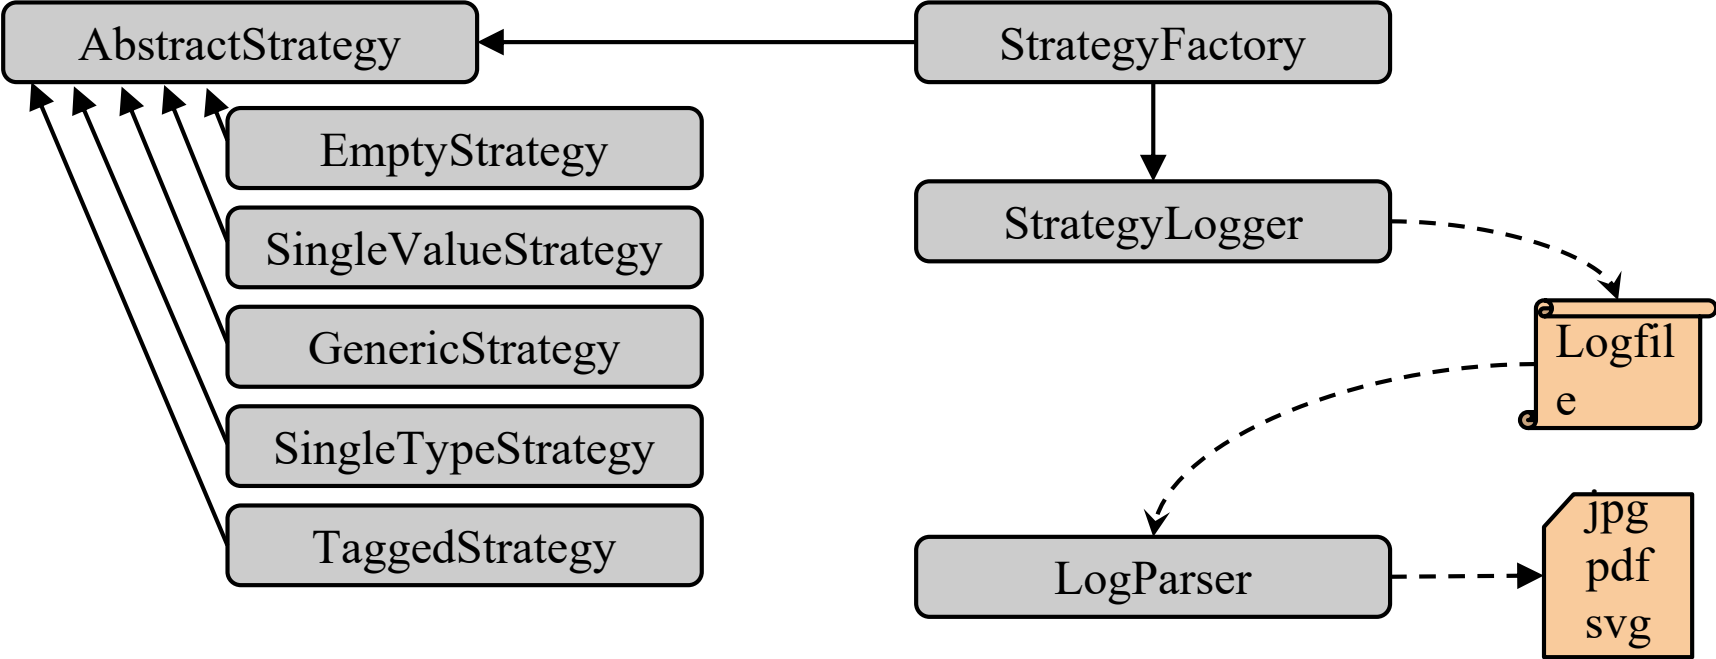 AbstractStrategy
StrategyFactory
EmptyStrategy
SingleValueStrategy
GenericStrategy
SingleTypeStrategy
TaggedStrategy
StrategyLogger
Logfil
e
LogParser
jpg
pdf
svg